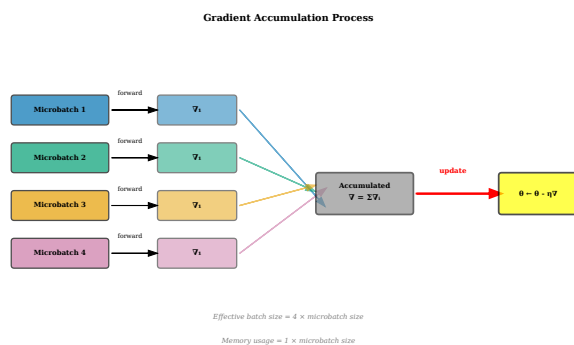 Gradient Accumulation Process
forward
Microbatch 1
∇₁
forward
Microbatch 2
∇₁
update
Accumulated
∇ = Σ∇ᵢ
θ ← θ - η∇
forward
Microbatch 3
∇₁
forward
Microbatch 4
∇₁
Effective batch size = 4 × microbatch size
Memory usage = 1 × microbatch size